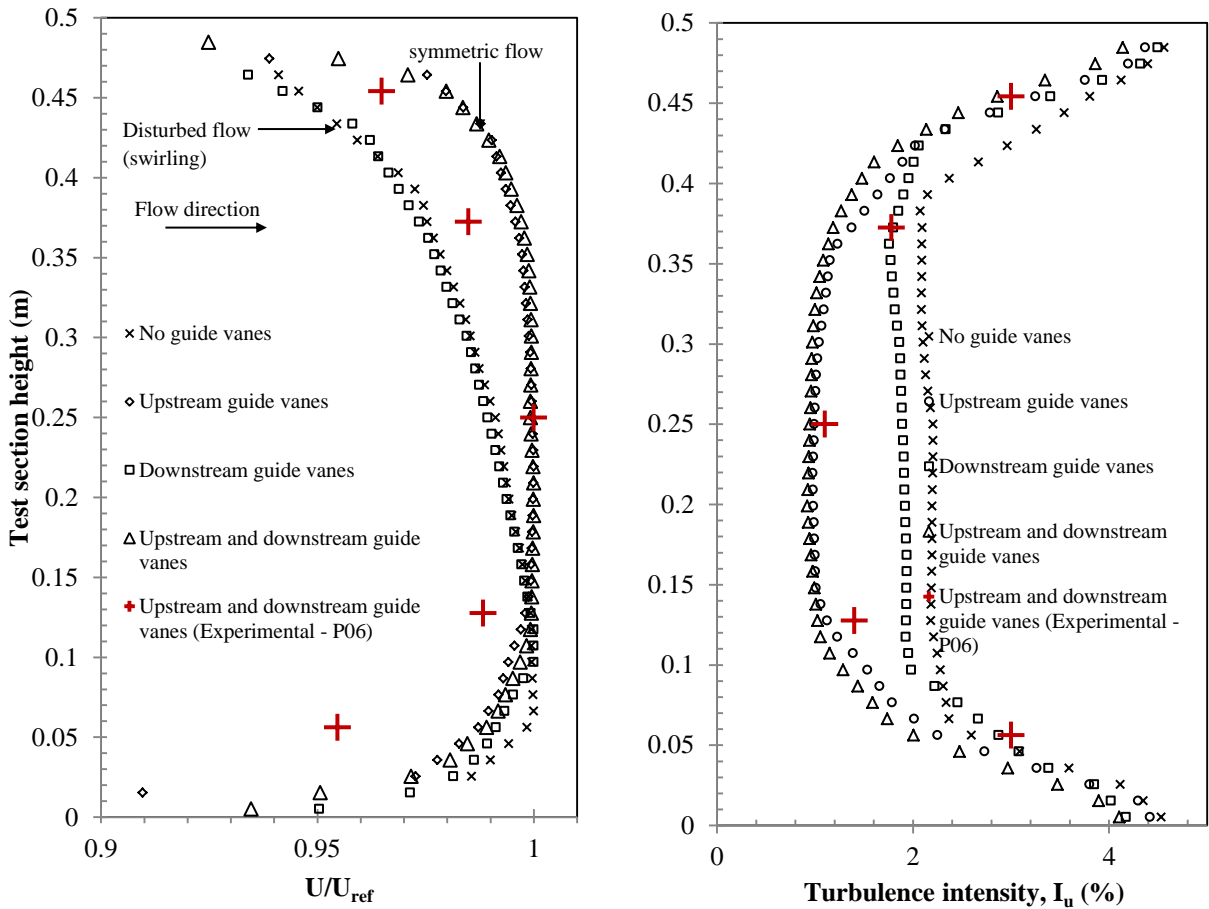 0.5
0.45
0.4
0.35
0.3
0.25
0.2
0.15
0.1
0.05
0
Test section height (m)
symmetric flow
Disturbed flow
(swirling)
Flow direction
No guide vanes
Upstream guide vanes
Downstream guide vanes
Upstream and downstream guide
vanes
Upstream and downstream guide
vanes (Experimental - P06)
0.9
0.95
1
U/Uref
0.5
0.45
0.4
0.35
0.3
0.25
0.2
0.15
0.1
0.05
0
No guide vanes
Upstream guide vanes
Downstream guide vanes
Upstream and downstream
guide vanes
Upstream and downstream
guide vanes (Experimental -
P06)
0
2
4
Turbulence intensity, Iu (%)